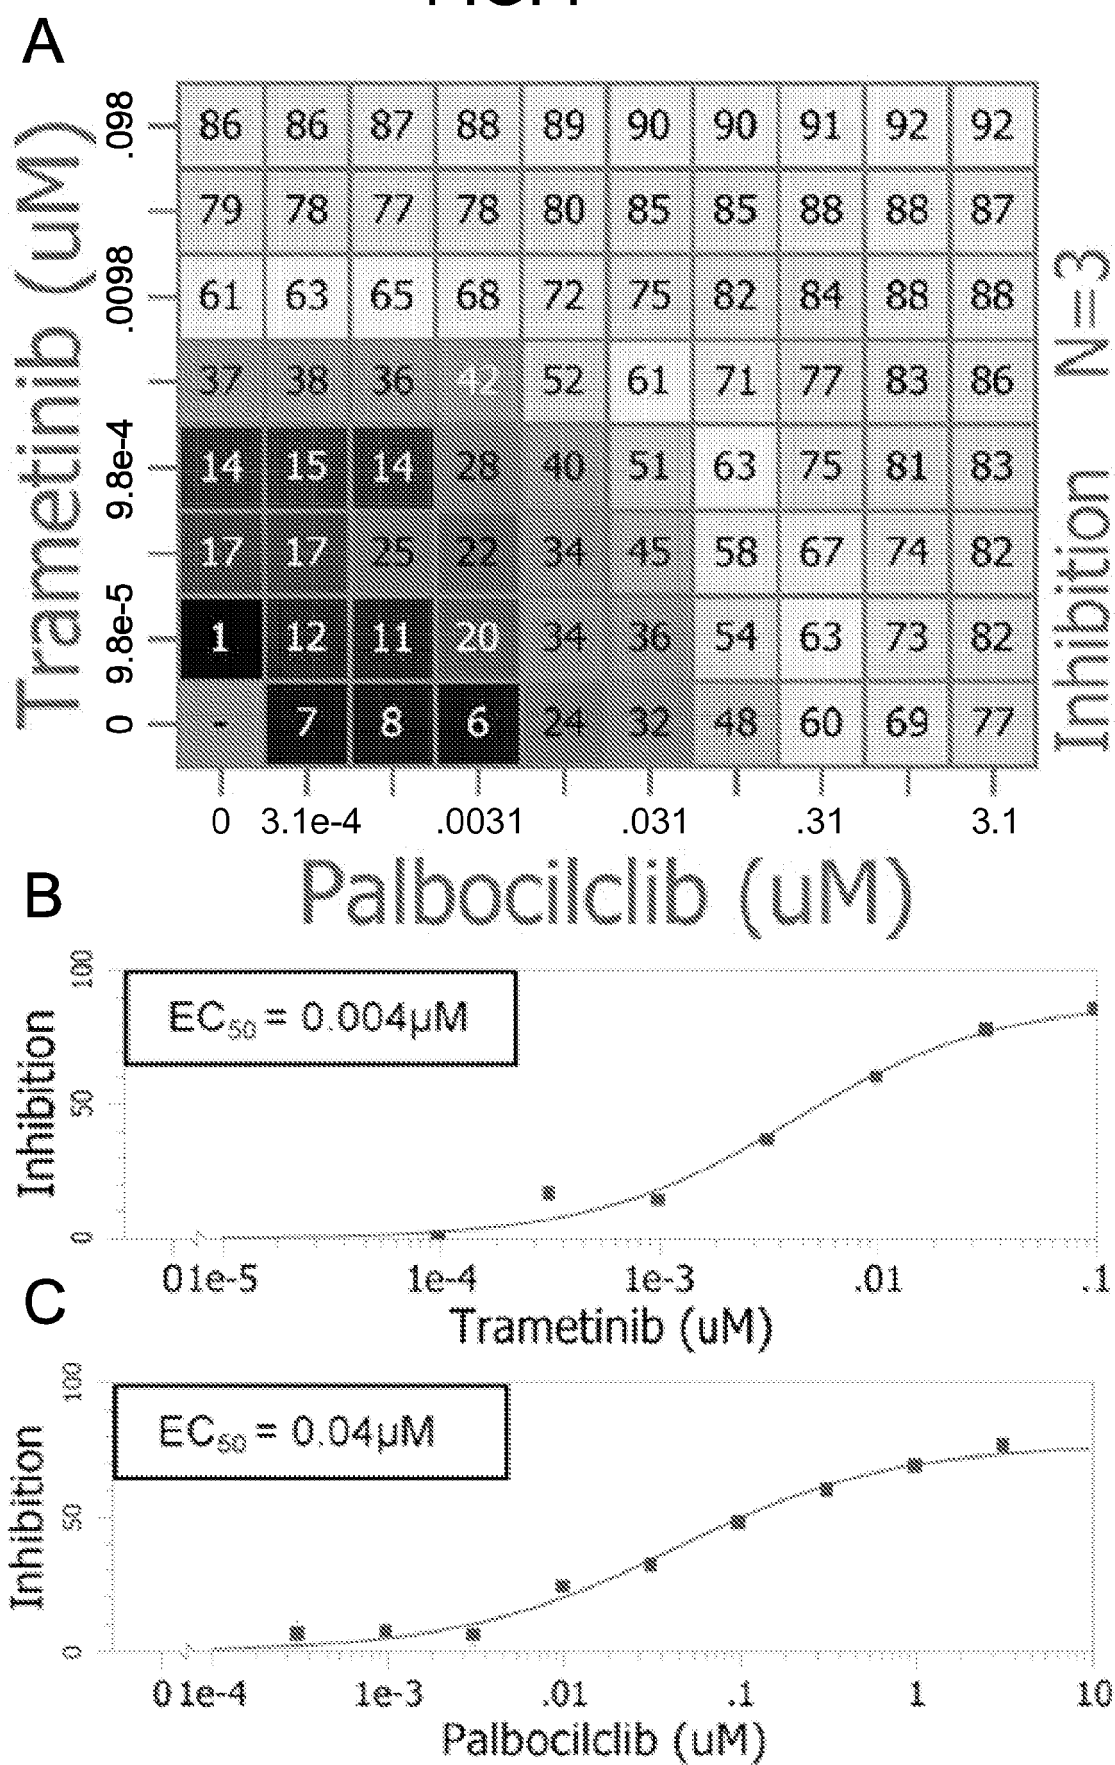 A
Trametinib (uM)
.098
.0098
9.8e-4
9.8e-5
0
86 86 87 88 89 90 90 91 92 92
79 78 77 78 80 85 85 88 88 87
61 63 65 68 72 75 82 84 88 88
37 38 36 42 52 61 71 77 83 86
14 15 14 28 40 51 63 75 81 83
17 17 25 22 34 45 58 67 74 82
1 12 11 20 34 36 54 63 73 82
- 7 8 6 24 32 48 60 69 77
Inhibition N=3
0 3.1e-4 .0031 .031 .31 3.1
Palbocilclib (uM)
B
EC50 = 0.004µM
Inhibition
100
50
0
0 1e-5 1e-4 1e-3 .01 .1
Trametinib (uM)
C
EC50 = 0.04µM
Inhibition
100
50
0
0 1e-4 1e-3 .01 .1 1 10
Palbocilclib (uM)